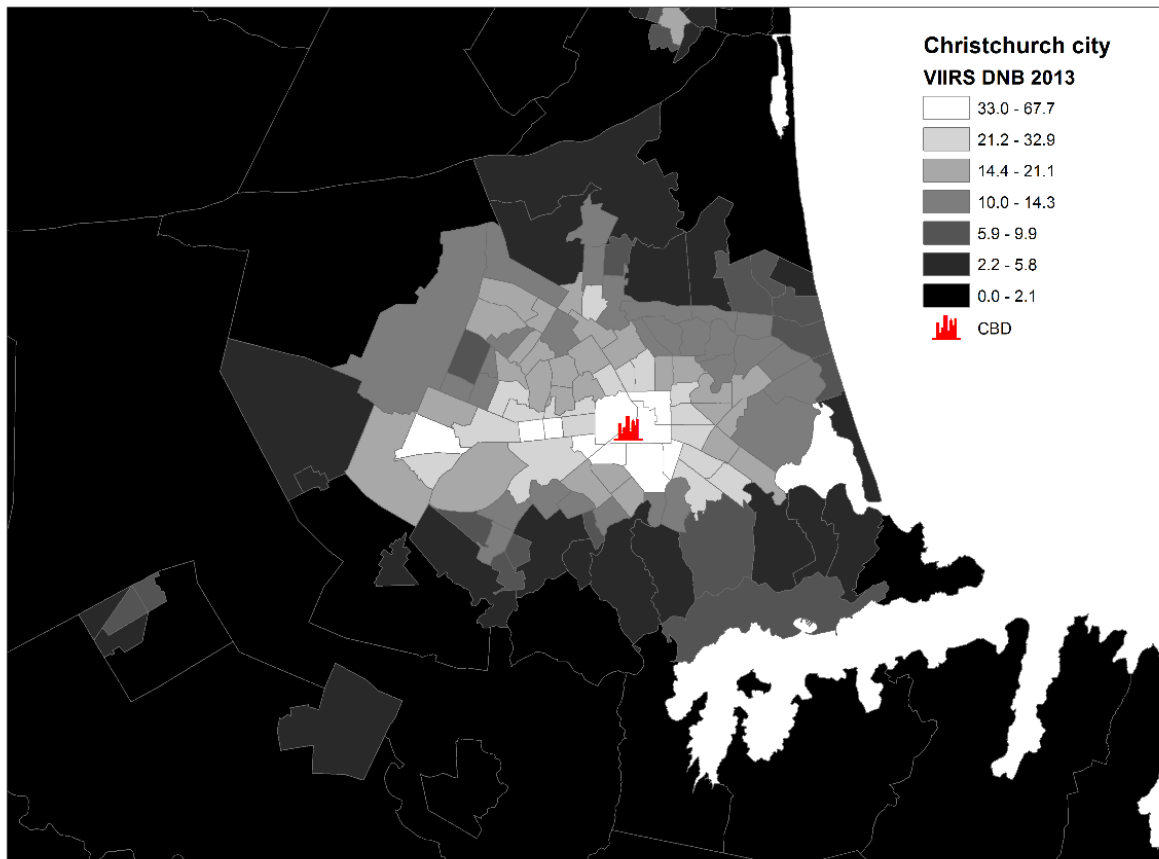 Christchurch city
VIIRS DNB 2013
33.0 - 67.7
21.2 - 32.9
14.4 - 21.1
10.0 - 14.3
5.9 - 9.9
2.2 - 5.8
0.0 - 2.1
CBD